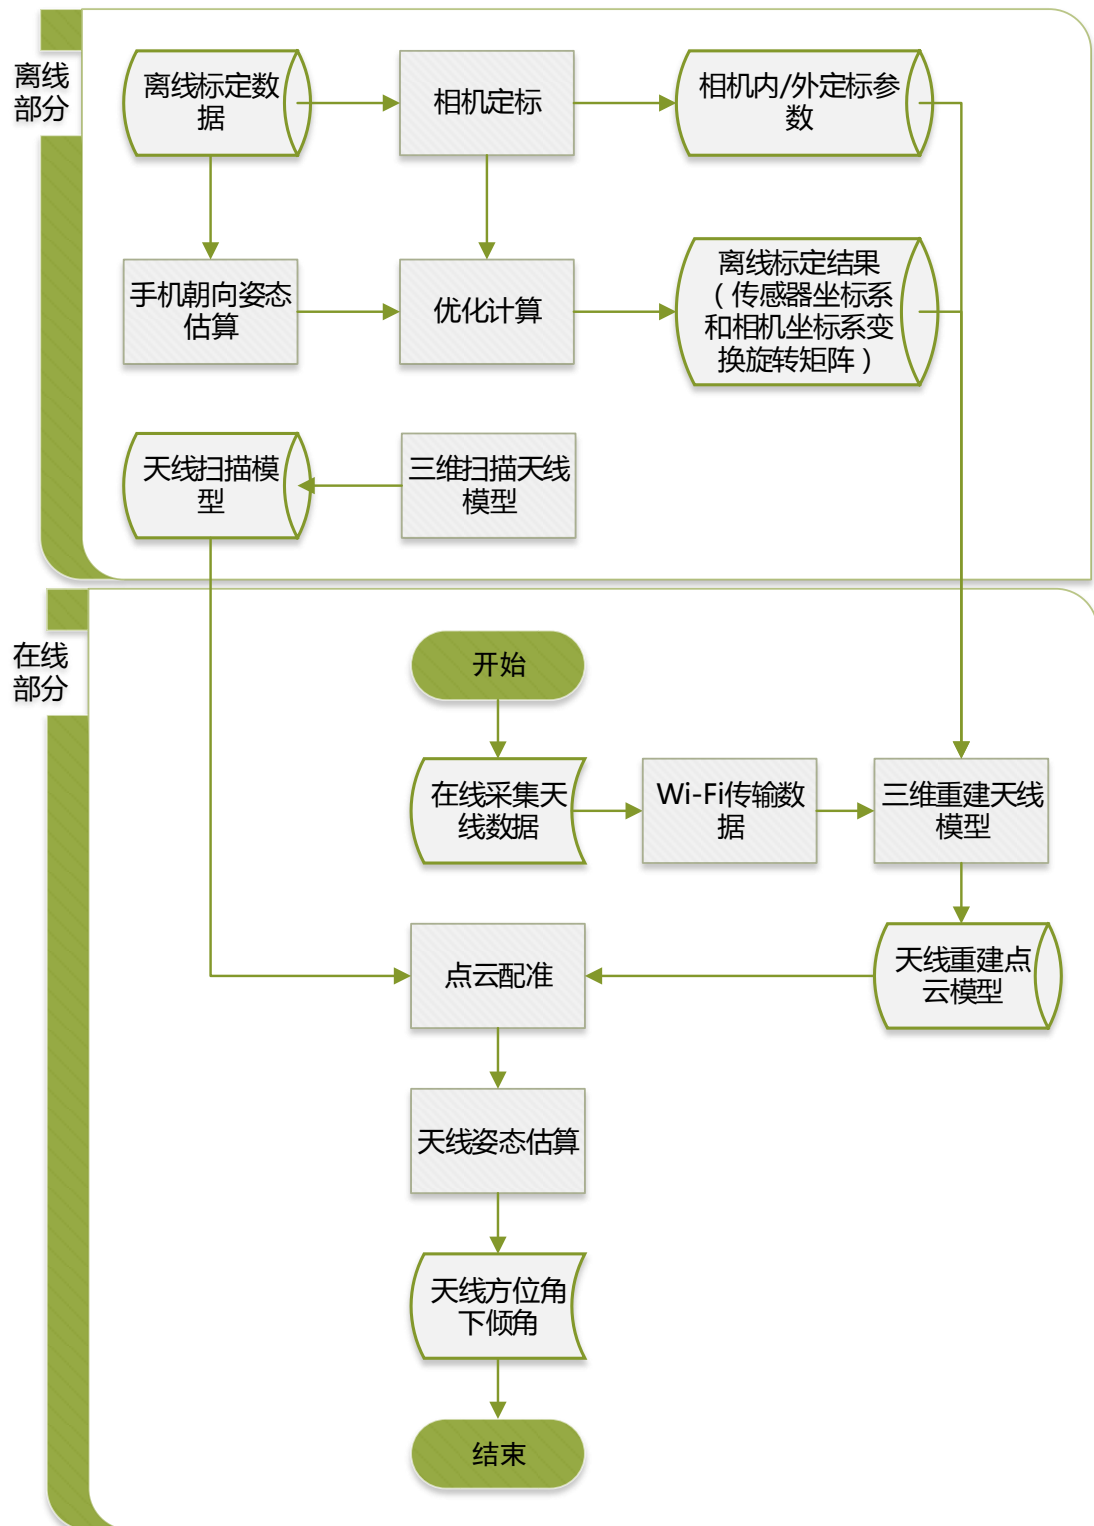 离线
部分
离线标定数
据
相机定标
相机内/外定标参
数
手机朝向姿态
估算
优化计算
离线标定结果
（传感器坐标系
和相机坐标系变
换旋转矩阵）
天线扫描模
型
三维扫描天线
模型
在线
部分
开始
在线采集天
线数据
Wi-Fi传输数
据
三维重建天线
模型
点云配准
天线重建点
云模型
天线姿态估算
天线方位角
下倾角
结束